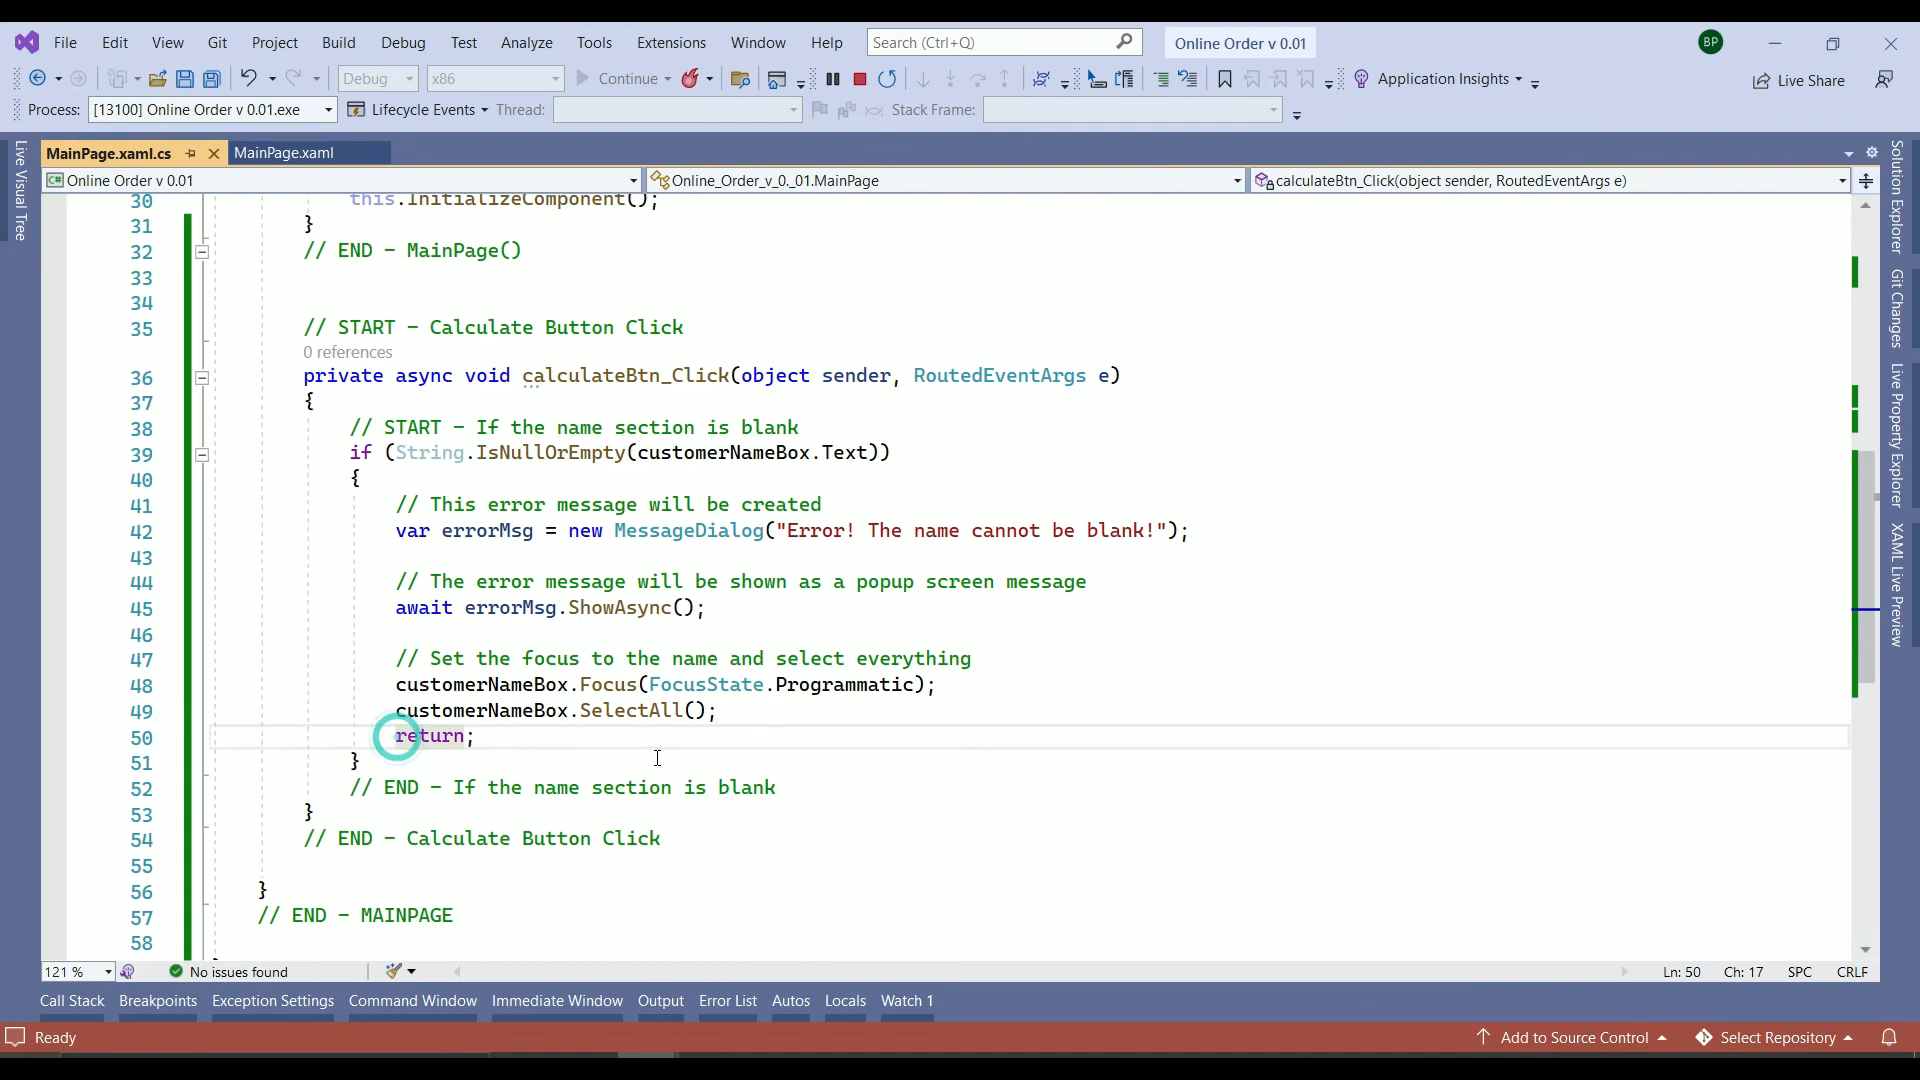 File Edit View Git Project Build Debug Test Analyze Tools Extensions Window Help Search (Ctrl+Q) Online Order v 0.01 BP
Debug x86 Continue Application Insights Live Share
Process: [13100] Online Order v 0.01.exe Lifecycle Events Thread: Stack Frame:
MainPage.xaml.cs MainPage.xaml
Online Order v 0.01 Online_Order_v_0._01.MainPage calculateBtn_Click(object sender, RoutedEventArgs e)
Live Visual Tree
Solution Explorer
Git Changes
Live Property Explorer
XAML Live Preview
30 this.InitializeComponent();
31 }
32 // END - MainPage()
33
34
35 // START - Calculate Button Click
0 references
36 private async void calculateBtn_Click(object sender, RoutedEventArgs e)
37 {
38 // START - If the name section is blank
39 if (String.IsNullOrEmpty(customerNameBox.Text))
40 {
41 // This error message will be created
42 var errorMsg = new MessageDialog("Error! The name cannot be blank!");
43
44 // The error message will be shown as a popup screen message
45 await errorMsg.ShowAsync();
46
47 // Set the focus to the name and select everything
48 customerNameBox.Focus(FocusState.Programmatic);
49 customerNameBox.SelectAll();
50 return;
51 }
52 // END - If the name section is blank
53 }
54 // END - Calculate Button Click
55
56 }
57 // END - MAINPAGE
58
121 % No issues found Ln: 50 Ch: 17 SPC CRLF
Call Stack Breakpoints Exception Settings Command Window Immediate Window Output Error List Autos Locals Watch 1
Ready Add to Source Control Select Repository